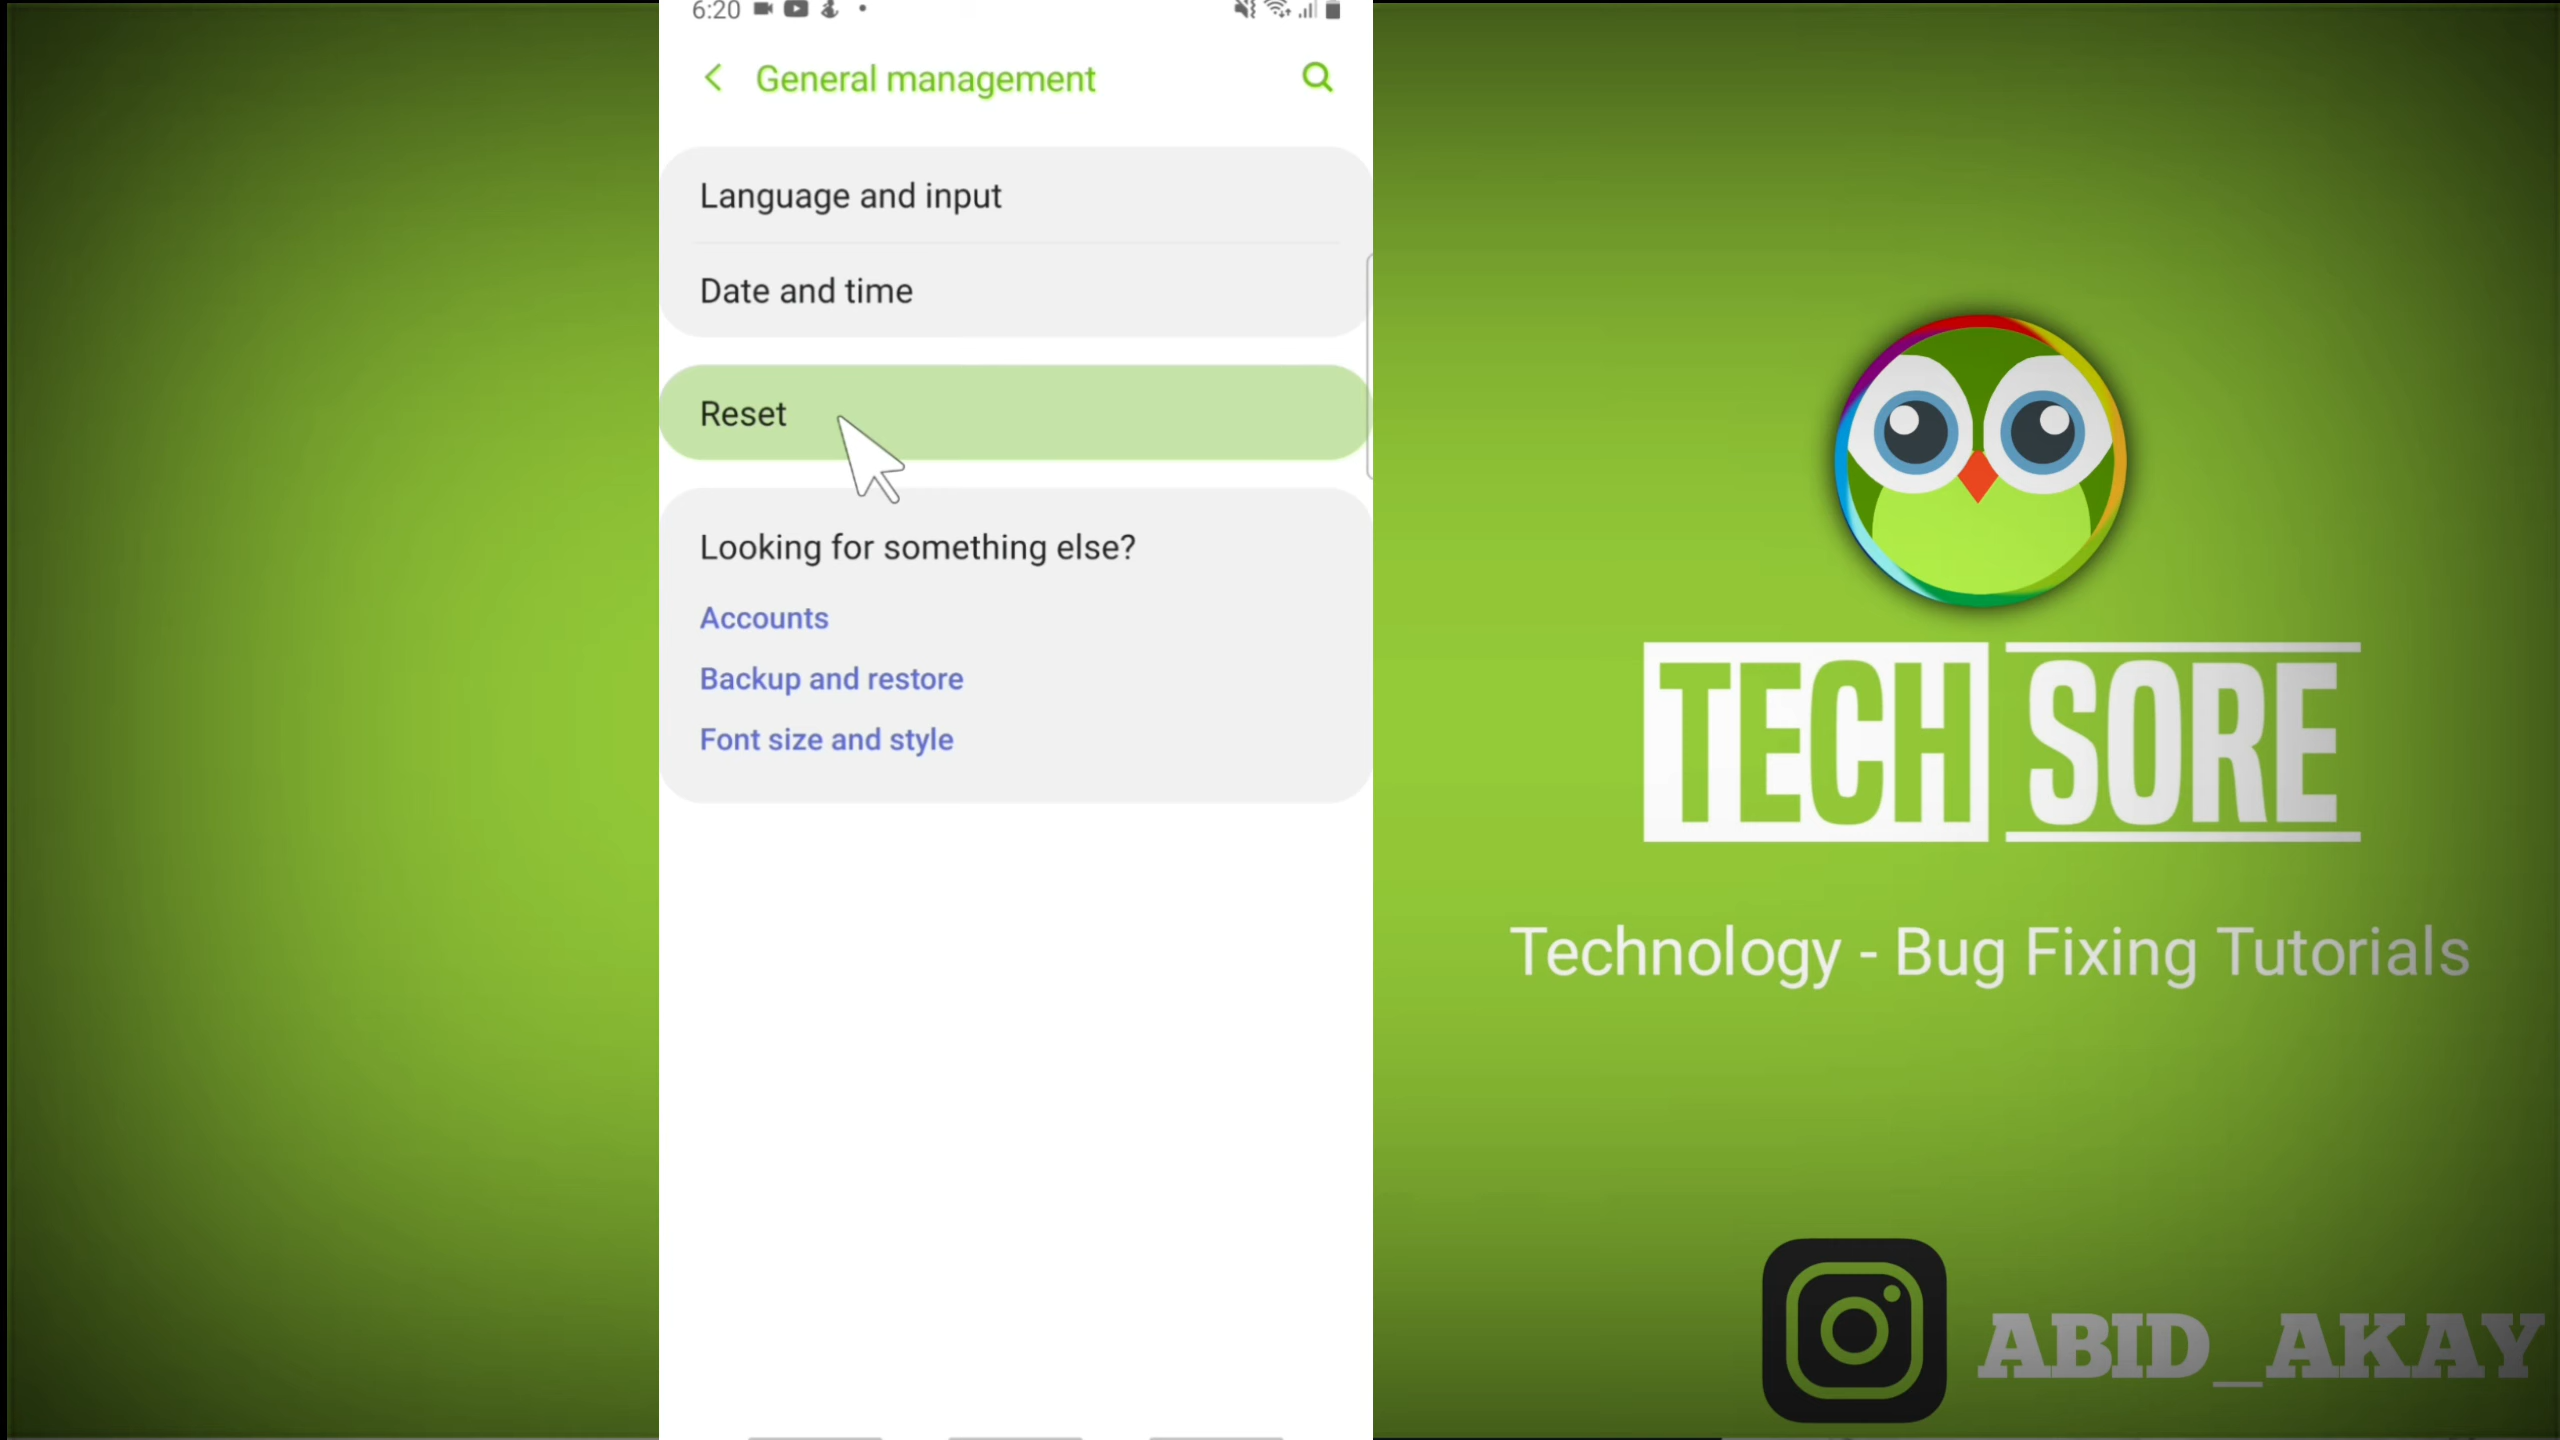 6:20
General management
Language and input
Date and time
Reset
Looking for something else?
Accounts
Backup and restore
Font size and style
TECH SORE
Technology - Bug Fixing Tutorials
ABID_AKAY